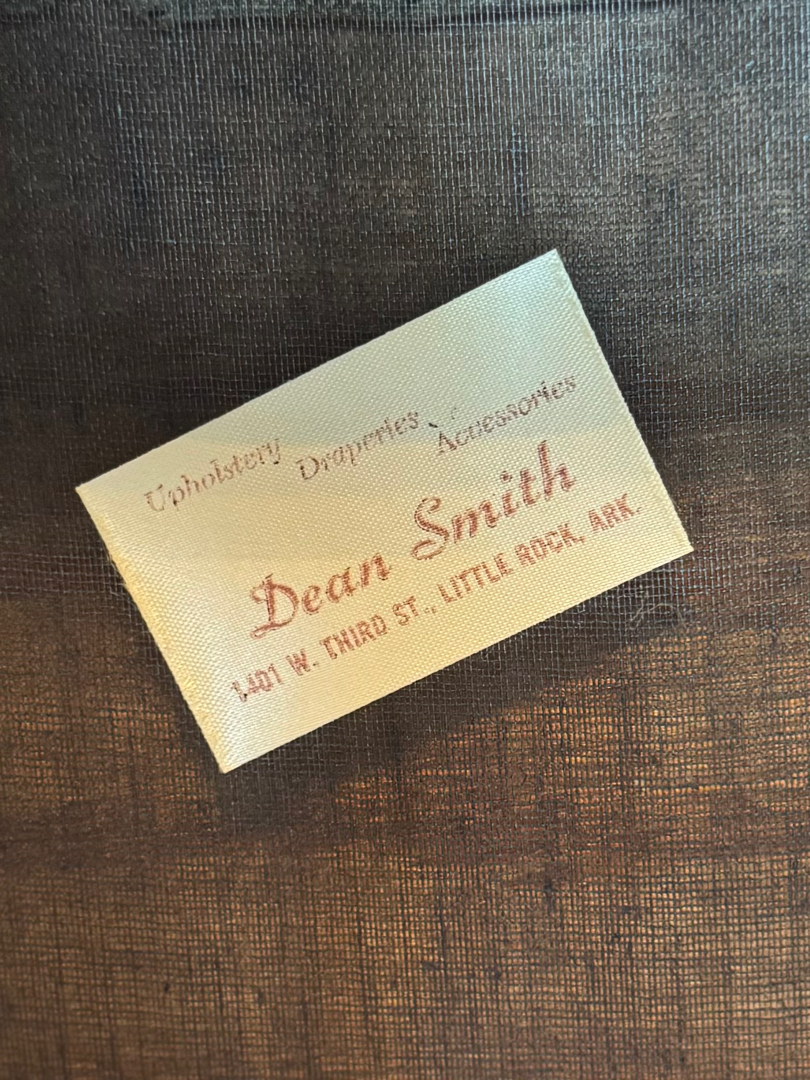 Upholstery Draperies Accessories
Dean Smith
1401 W. THIRD ST., LITTLE ROCK, ARK.